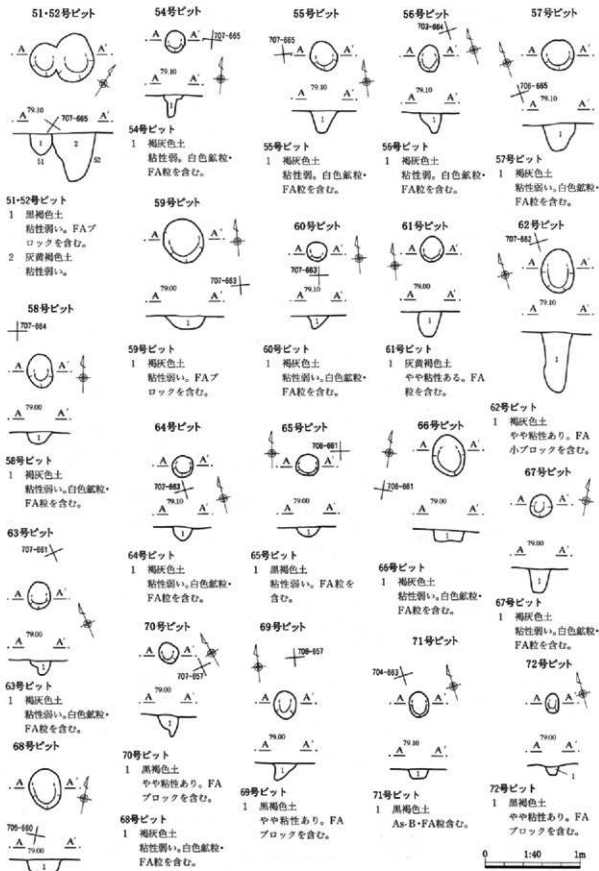 51・52号ピット
A A′
79.10
A A′
707-665
1 2
51 52
51・52号ピット
1 黒褐色土
粘性弱い。FAブ
ロックを含む。
2 灰黄褐色土
粘性弱い。
54号ピット
A A′
707-665
79.10
A A′
1
54号ピット
1 褐灰色土
粘性弱。白色鉱粒・
FA粒を含む。
55号ピット
707-665
A A′
79.10
A A′
1
55号ピット
1 褐灰色土
粘性弱。白色鉱粒・
FA粒を含む。
56号ピット
703-664
A A′
79.10
A A′
1
56号ピット
1 褐灰色土
粘性弱。白色鉱粒・
FA粒を含む。
57号ピット
A A′
706-665
79.10
A A′
1
57号ピット
1 褐灰色土
粘性弱い。白色鉱粒・
FA粒を含む。
58号ピット
707-664
A A′
79.00
A A′
1
58号ピット
1 褐灰色土
粘性弱い。白色鉱粒・
FA粒を含む。
59号ピット
A A′
707-663
79.00
A A′
1
59号ピット
1 褐灰色土
粘性弱い。FAブ
ロックを含む。
60号ピット
A A′
707-663
79.10
A A′
1
60号ピット
1 褐灰色土
粘性弱い。白色鉱粒・
FA粒を含む。
61号ピット
A A′
79.00
A A′
1
61号ピット
1 灰黄褐色土
やや粘性ある。FA
粒を含む。
62号ピット
707-662
A A′
79.10
A A′
1
62号ピット
1 褐灰色土
やや粘性あり。FA
小ブロックを含む。
63号ピット
707-661
A A′
79.00
A A′
1
63号ピット
1 褐灰色土
粘性弱い。白色鉱粒・
FA粒を含む。
64号ピット
A A′
702-663
79.10
A A′
1
64号ピット
1 褐灰色土
粘性弱い。白色鉱粒・
FA粒を含む。
65号ピット
706-661
A A′
79.00
A A′
1
65号ピット
1 黒褐色土
粘性弱い。FA粒を
含む。
66号ピット
A A′
706-661
79.00
A A′
1
66号ピット
1 褐灰色土
粘性弱い。白色鉱粒・
FA粒を含む。
67号ピット
A A′
79.00
A A′
1
67号ピット
1 褐灰色土
粘性弱い。白色鉱粒・
FA粒を含む。
68号ピット
A A′
705-660
A A′
79.00
1
68号ピット
1 褐灰色土
粘性弱い。白色鉱粒・
FA粒を含む。
70号ピット
A A′
707-657
79.00
A A′
1
70号ピット
1 黒褐色土
やや粘性あり。FA
ブロックを含む。
69号ピット
708-657
A A′
79.00
A A′
1
69号ピット
1 黒褐色土
やや粘性あり。FA
ブロックを含む。
71号ピット
704-663
A A′
79.10
A A′
1
71号ピット
1 黒褐色土
As-B・FA粒含む。
72号ピット
A A′
79.00
A A′
1
72号ピット
1 黒褐色土
やや粘性あり。FA
ブロックを含む。
0 1:40 1m